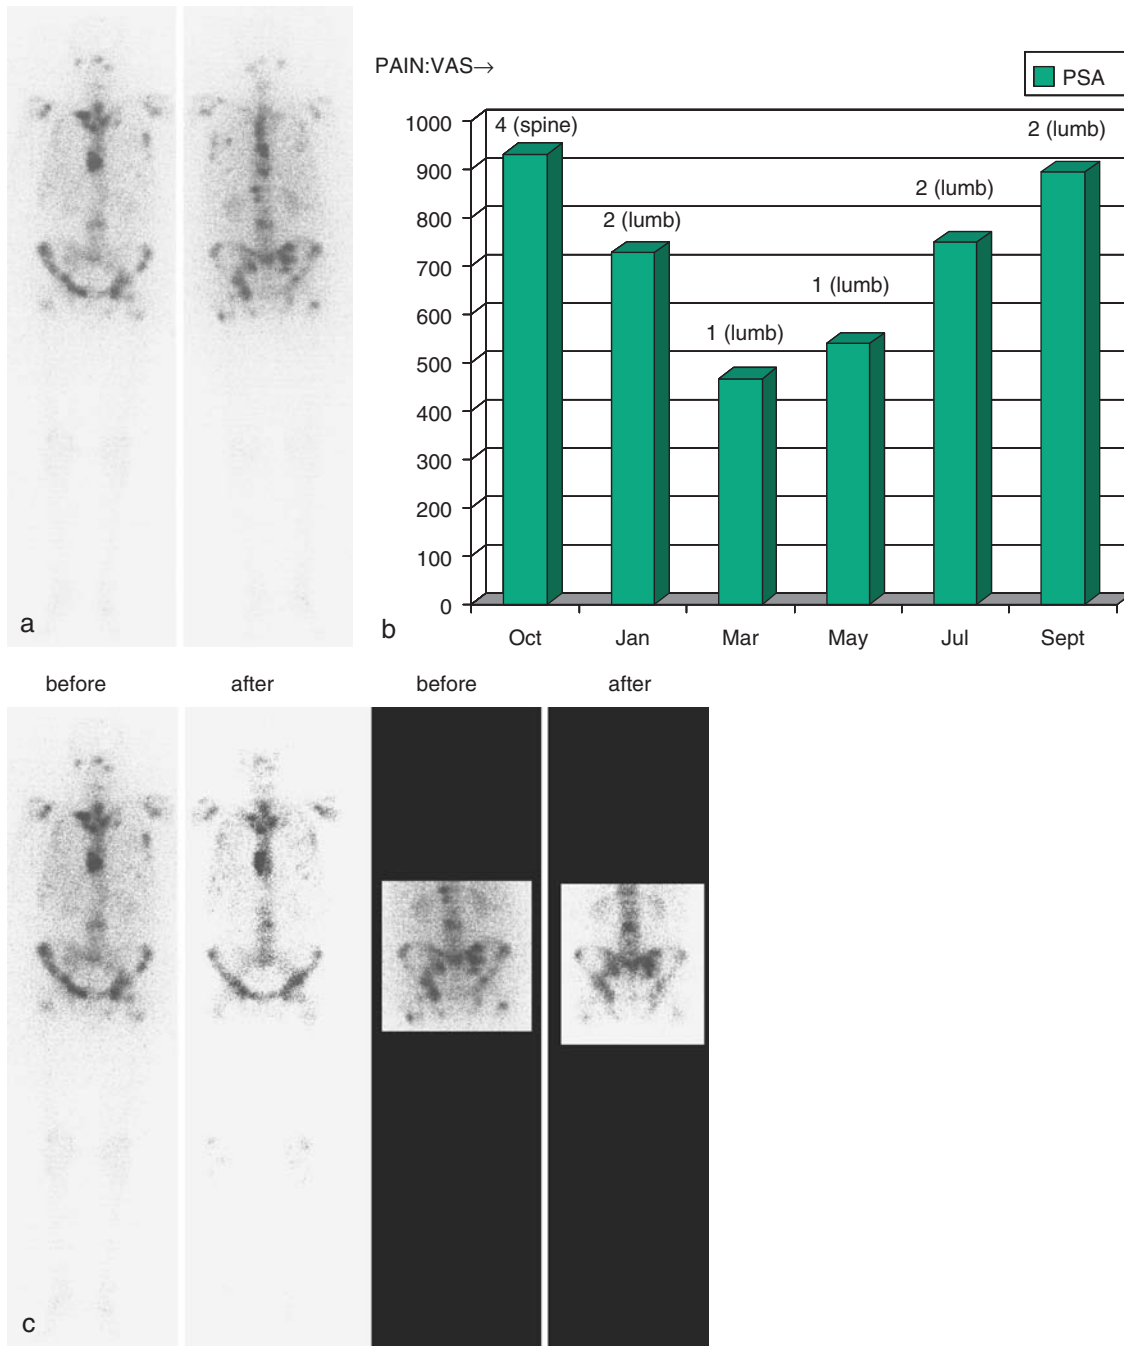 a
PAIN:VAS→
PSA
1000
900
800
700
600
500
400
300
200
100
0
4 (spine)
2 (lumb)
1 (lumb)
1 (lumb)
2 (lumb)
2 (lumb)
Oct Jan Mar May Jul Sept
b
before after before after
c